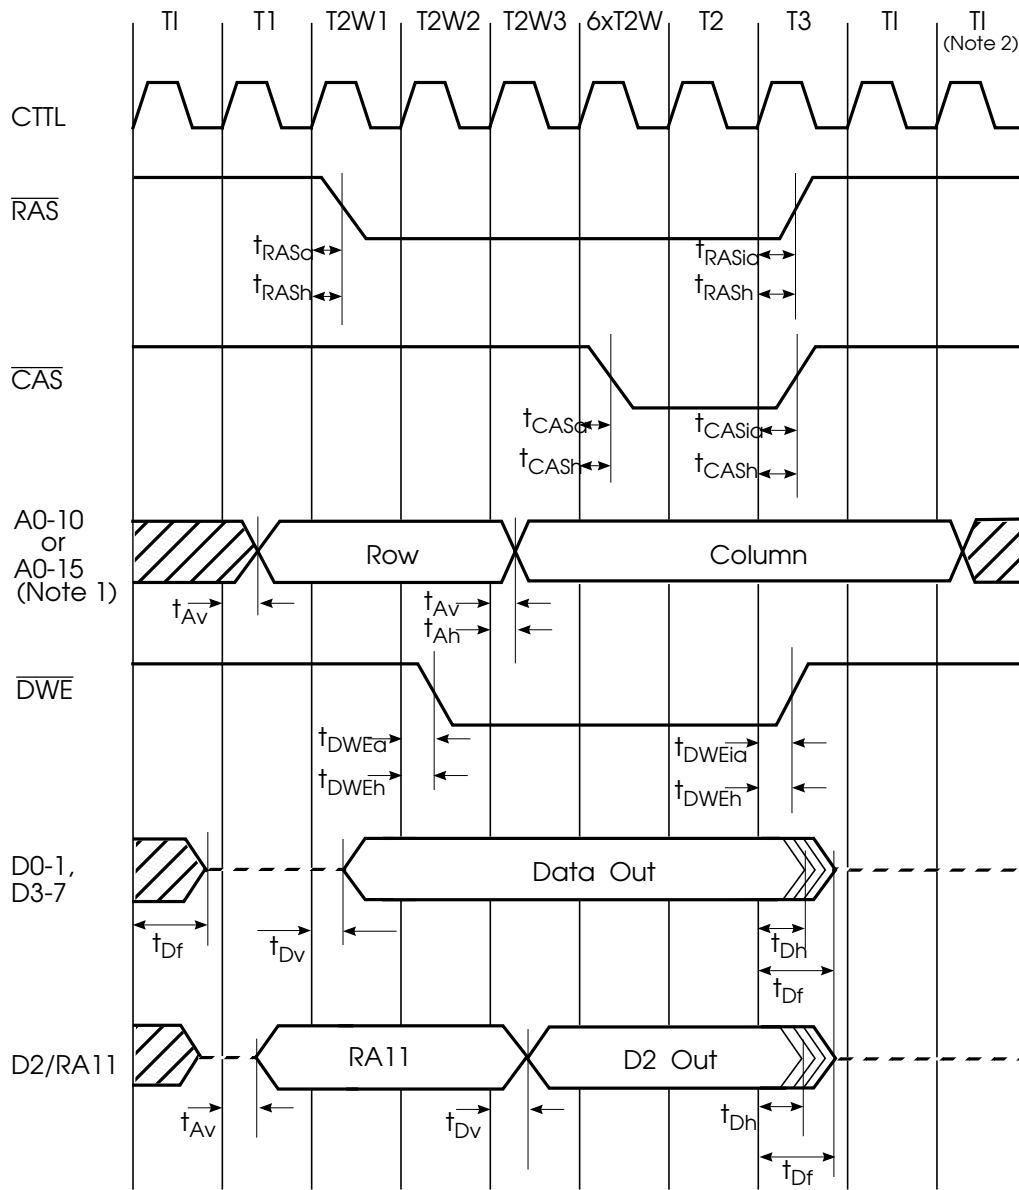 TI T1 T2W1 T2W2 T2W3 6xT2W T2 T3 TI TI
(Note 2)
CTTL
RAS
tRASa tRASia
tRASh tRASh
CAS
tCASa tCASia
tCASh tCASh
A0-10
or
A0-15
(Note 1)
Row Column
tAv tAv
tAh
DWE
tDWEa tDWEia
tDWEh tDWEh
D0-1,
D3-7
Data Out
tDf tDv tDh
tDf
D2/RA11 RA11 D2 Out
tAv tDv tDh
tDf